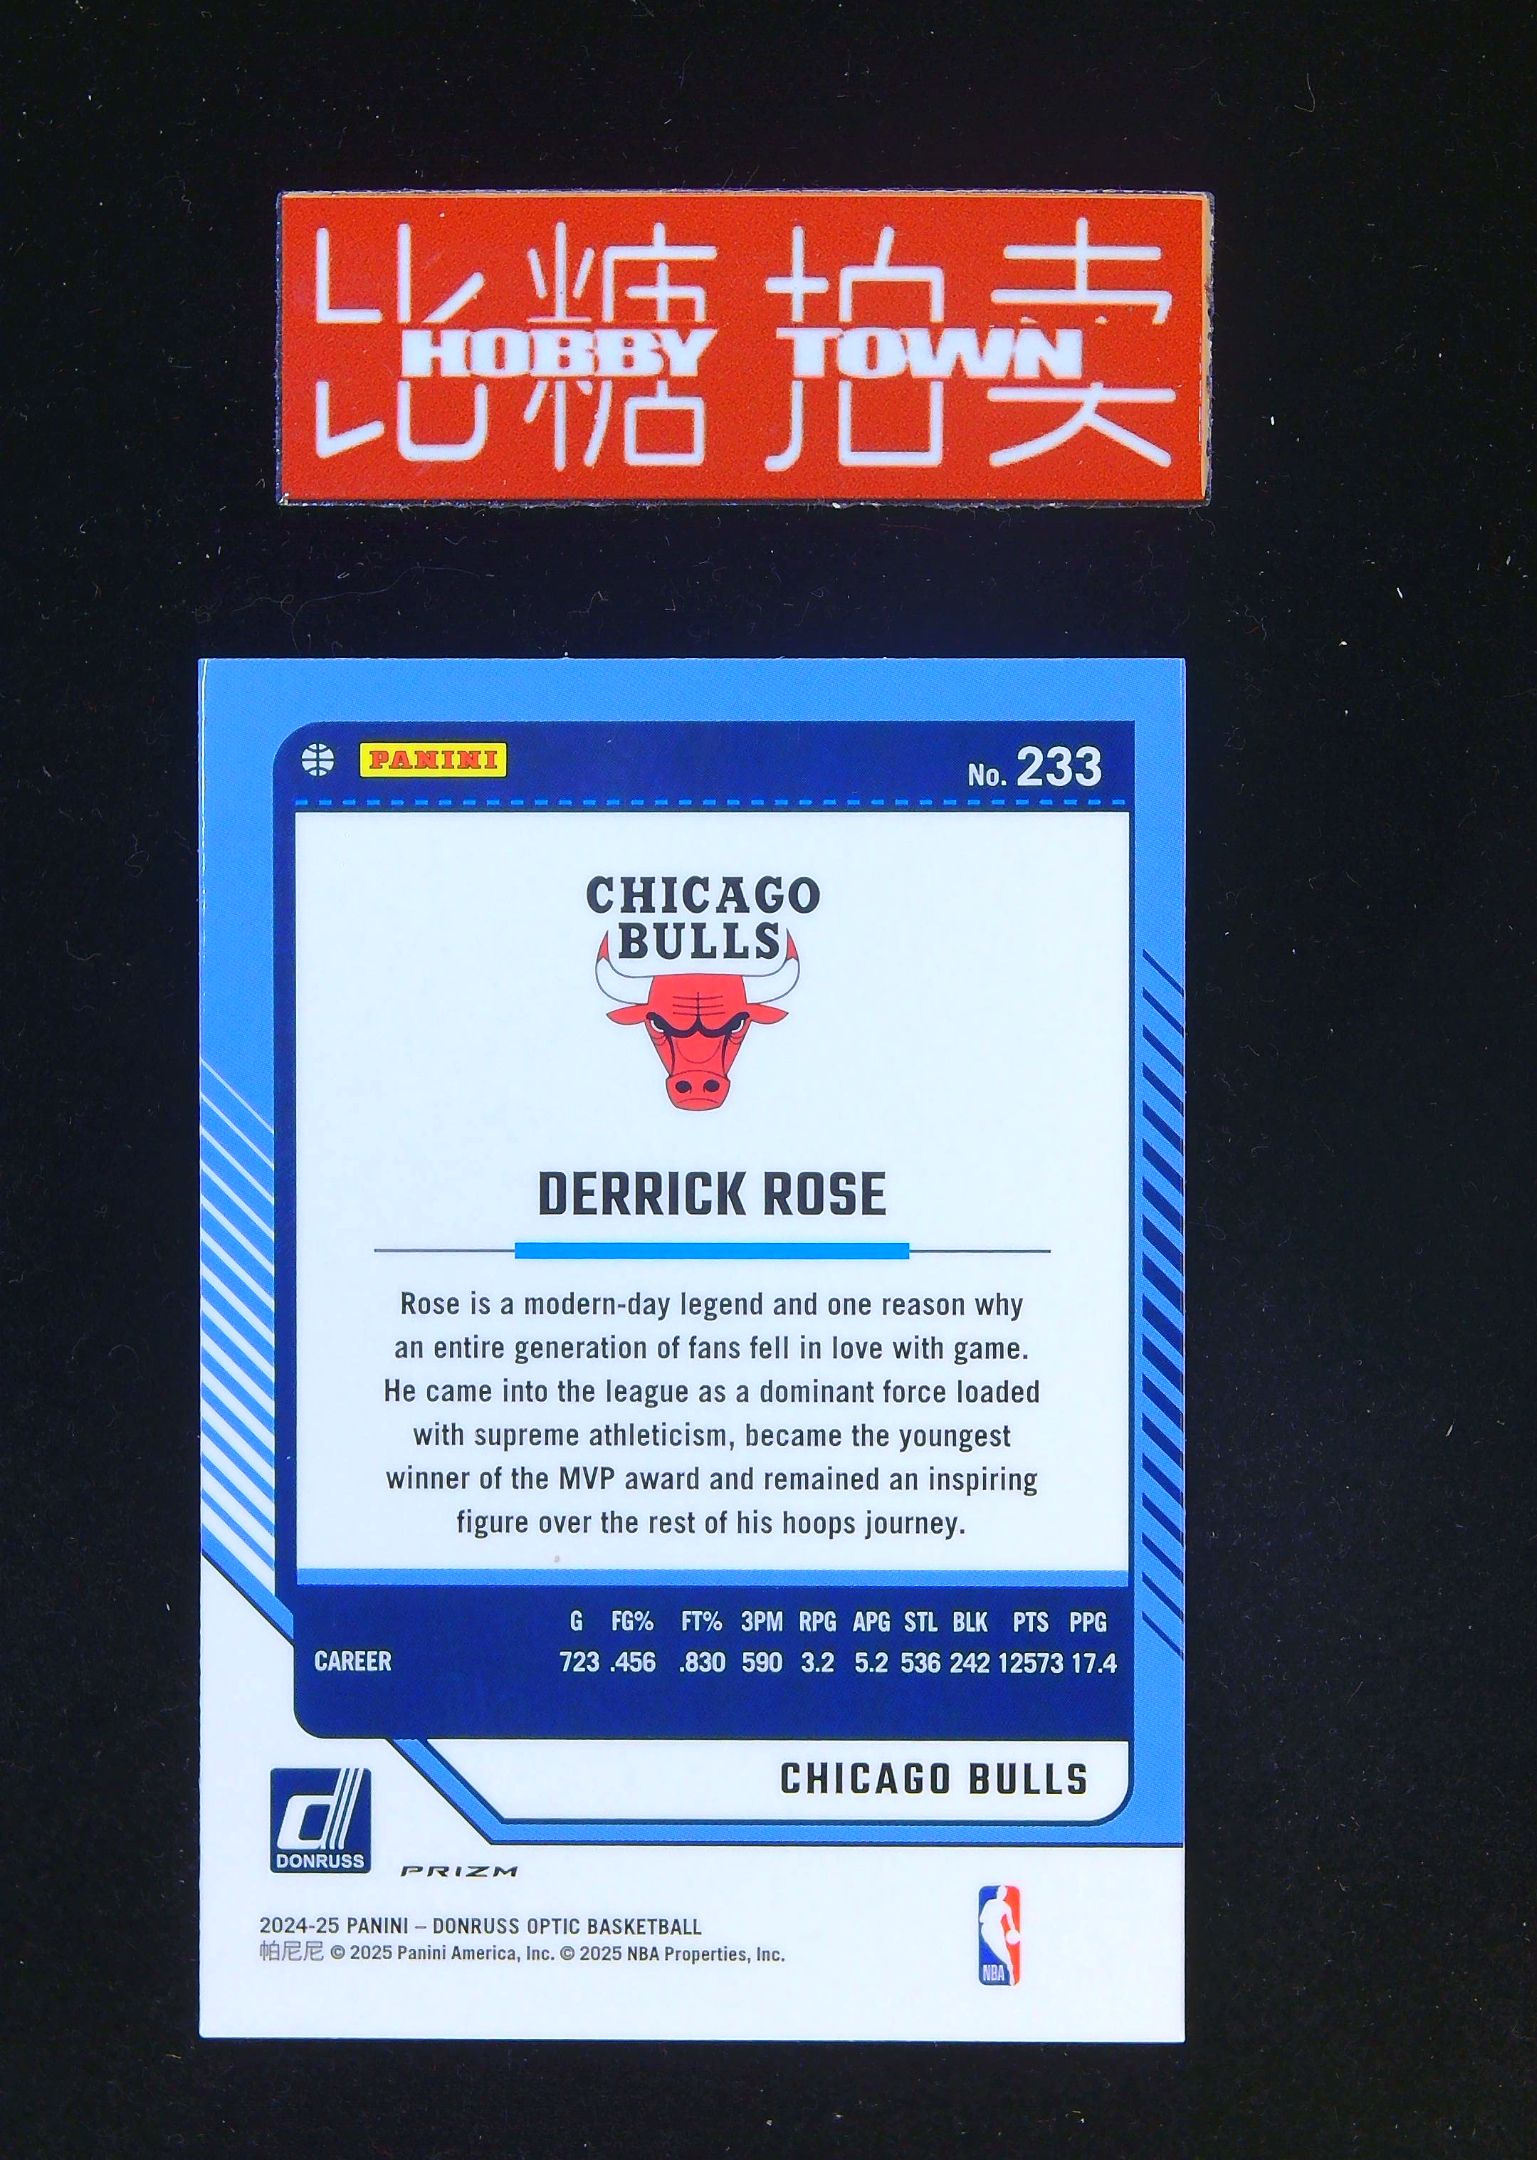 比糖 拍卖
HOBBY TOWN
PANINI
No. 233
CHICAGO
BULLS
DERRICK ROSE
Rose is a modern-day legend and one reason why
an entire generation of fans fell in love with game.
He came into the league as a dominant force loaded
with supreme athleticism, became the youngest
winner of the MVP award and remained an inspiring
figure over the rest of his hoops journey.
G FG% FT% 3PM RPG APG STL BLK PTS PPG
CAREER 723 .456 .830 590 3.2 5.2 536 242 12573 17.4
CHICAGO BULLS
d
DONRUSS
PRIZM
2024-25 PANINI – DONRUSS OPTIC BASKETBALL
帕尼尼 © 2025 Panini America, Inc. © 2025 NBA Properties, Inc.
NBA